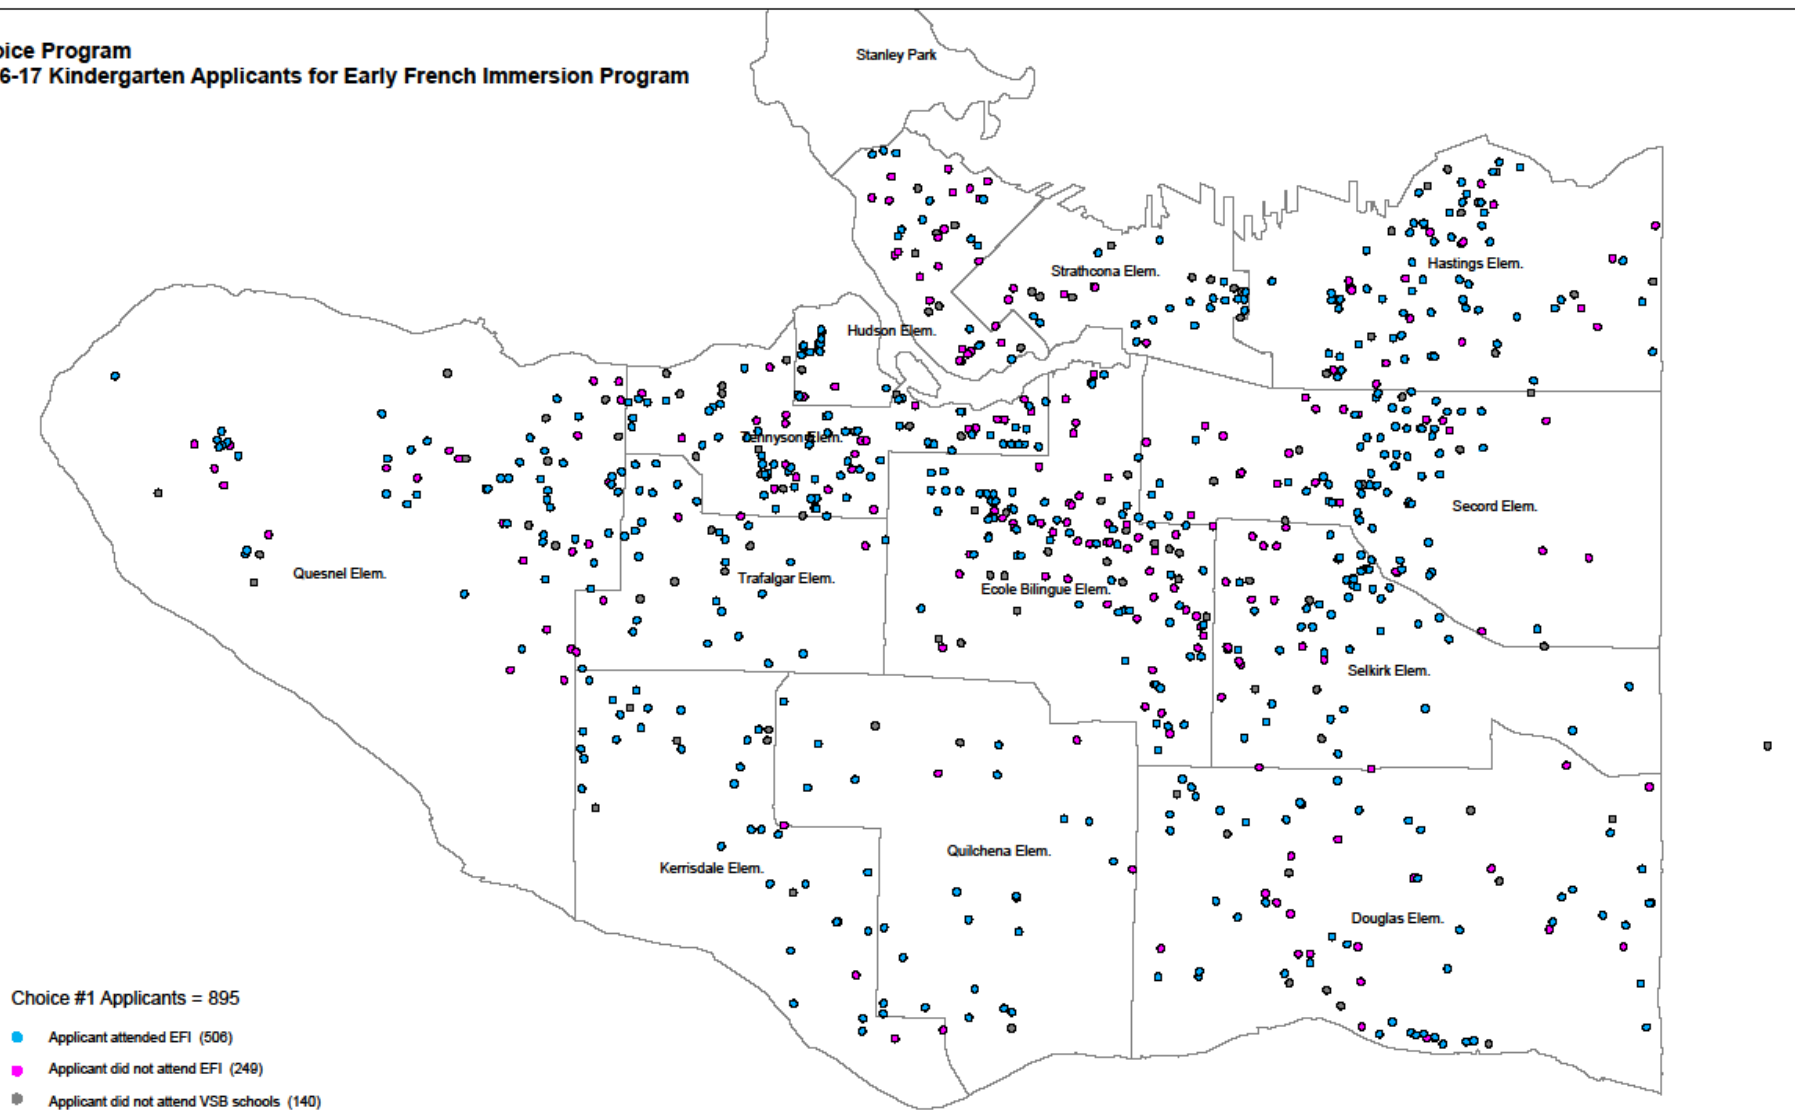 oice Program
6-17 Kindergarten Applicants for Early French Immersion Program
Stanley Park
Hastings Elem.
Strathcona Elem.
Hudson Elem.
Tennyson Elem.
Secord Elem.
Quesnel Elem.
Trafalgar Elem.
Ecole Bilingue Elem.
Selkirk Elem.
Quilchena Elem.
Kerrisdale Elem.
Douglas Elem.
Choice #1 Applicants = 895
Applicant attended EFI (506)
Applicant did not attend EFI (249)
Applicant did not attend VSB schools (140)